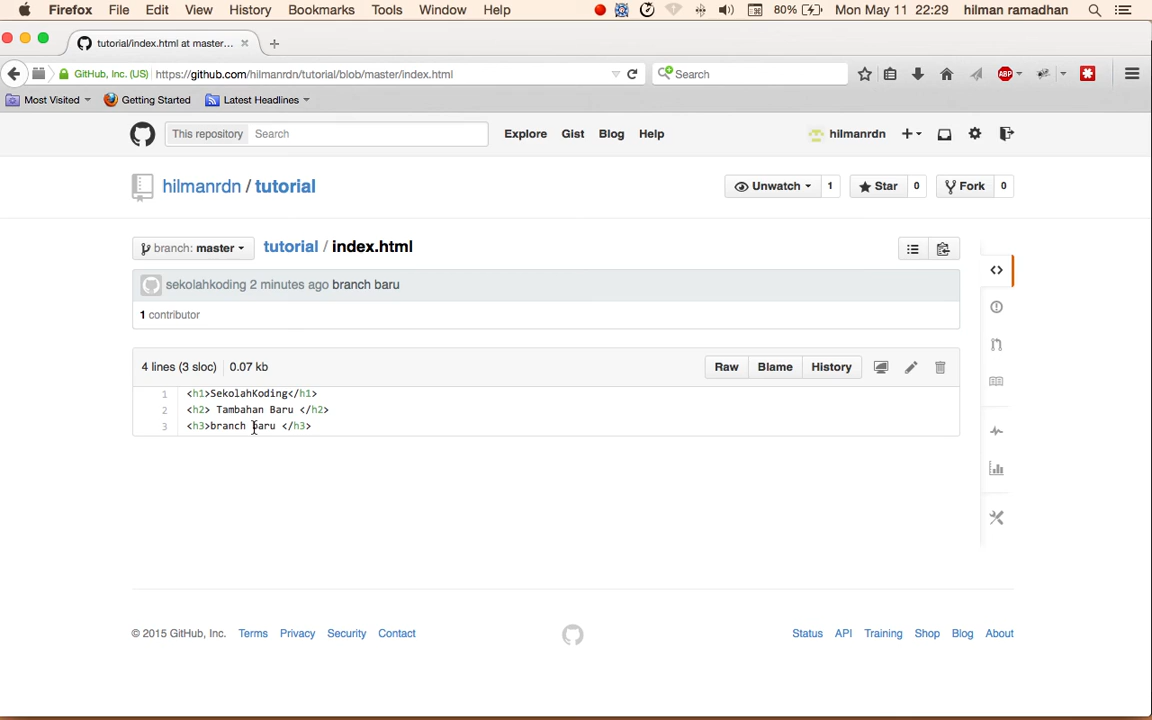 Firefox File Edit View History Bookmarks Tools Window Help 80% Mon May 11 22:29 hilman ramadhan
tutorial/index.html at master...
GitHub, Inc. (US) https://github.com/hilmanrdn/tutorial/blob/master/index.html Search ABP
Most Visited Getting Started Latest Headlines
This repository Search Explore Gist Blog Help hilmanrdn
hilmanrdn / tutorial Unwatch 1 Star 0 Fork 0
branch: master tutorial / index.html
sekolahkoding 2 minutes ago branch baru
1 contributor
4 lines (3 sloc) 0.07 kb Raw Blame History
1 <h1>SekolahKoding</h1>
2 <h2> Tambahan Baru </h2>
3 <h3>branch baru </h3>
© 2015 GitHub, Inc. Terms Privacy Security Contact Status API Training Shop Blog About